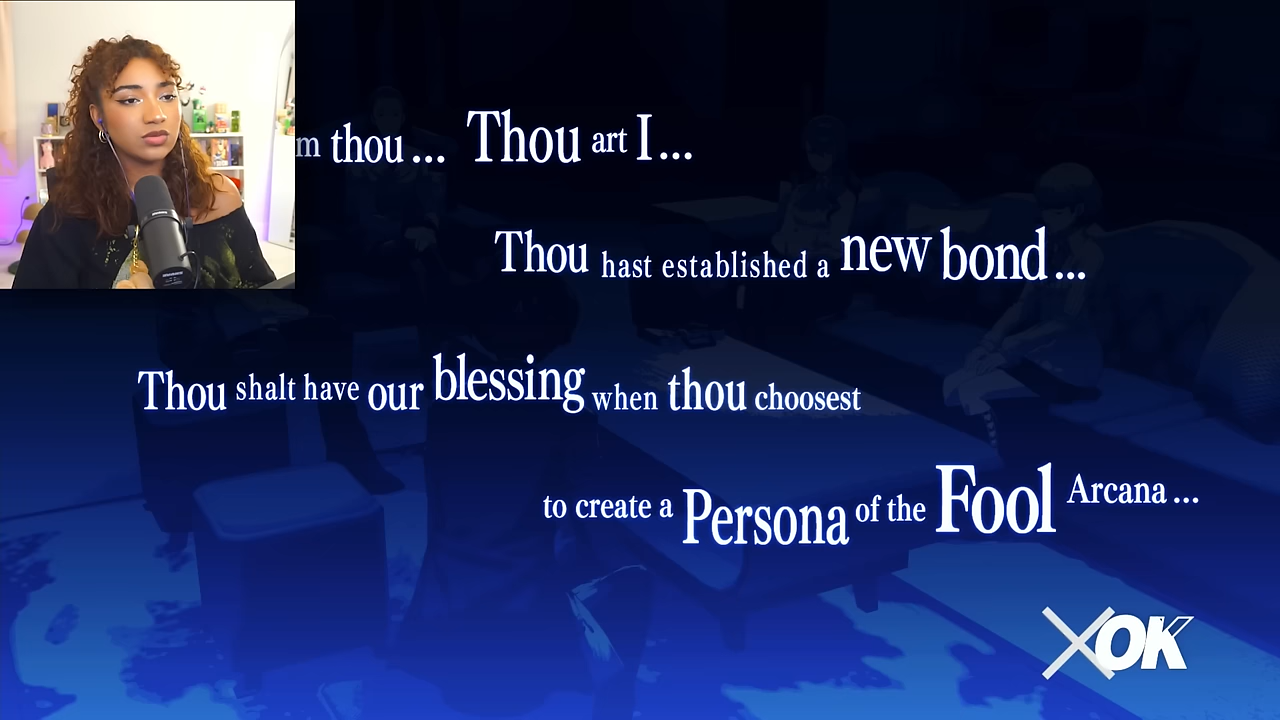 m thou... Thou art I...
Thou hast established a new bond...
Thou shalt have our blessing when thou choosest
to create a Persona of the Fool Arcana...
OK